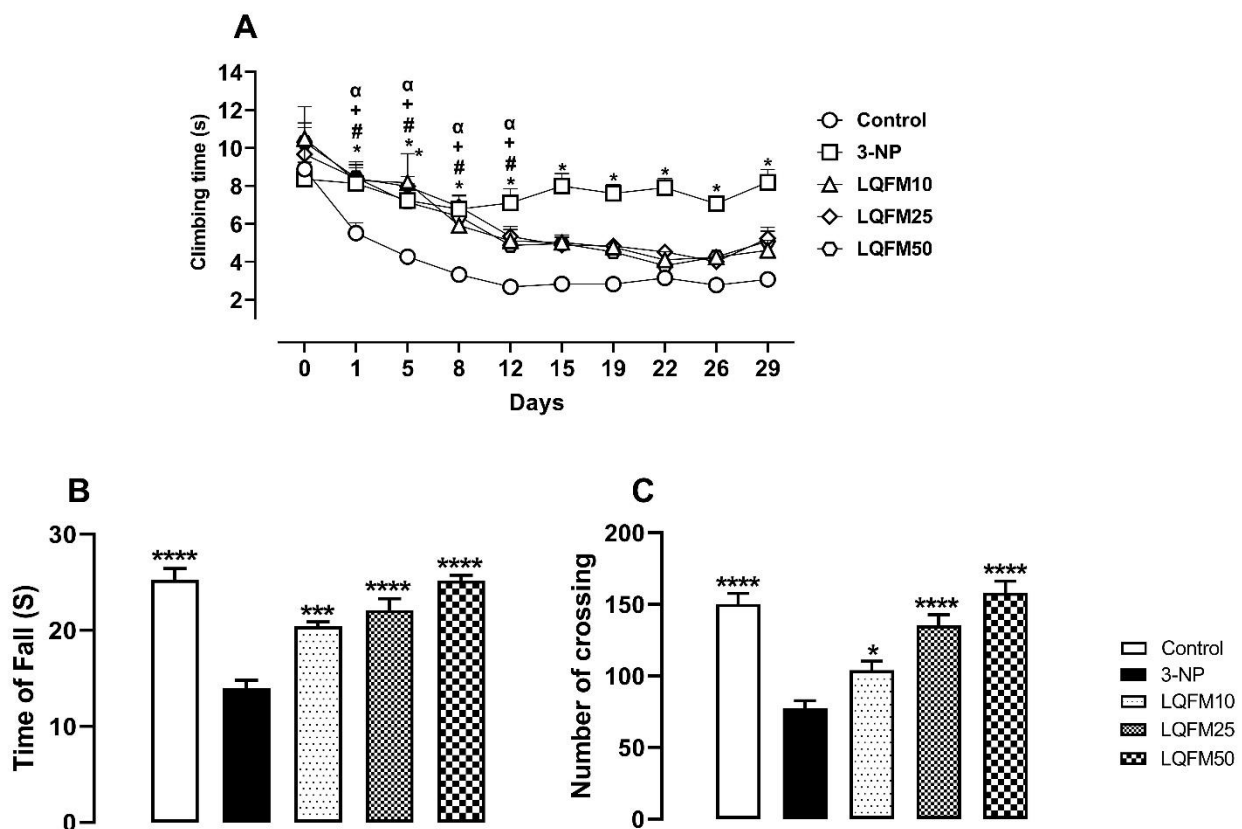 A
Climbing time (s)
14
12
10
8
6
4
2
α α α α
+ + + +
# # # #
* * * * * * * * * *
0 1 5 8 12 15 19 22 26 29
Days
Control
3-NP
LQFM10
LQFM25
LQFM50
B
Time of Fall (S)
30
20
10
0
**** *** **** ****
C
Number of crossing
200
150
100
50
0
**** * **** ****
Control
3-NP
LQFM10
LQFM25
LQFM50